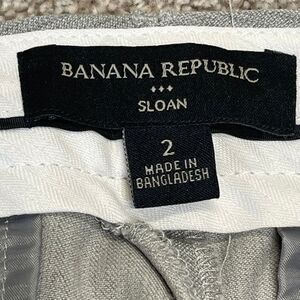 BANANA REPUBLIC
SLOAN
2
MADE IN
BANGLADESH